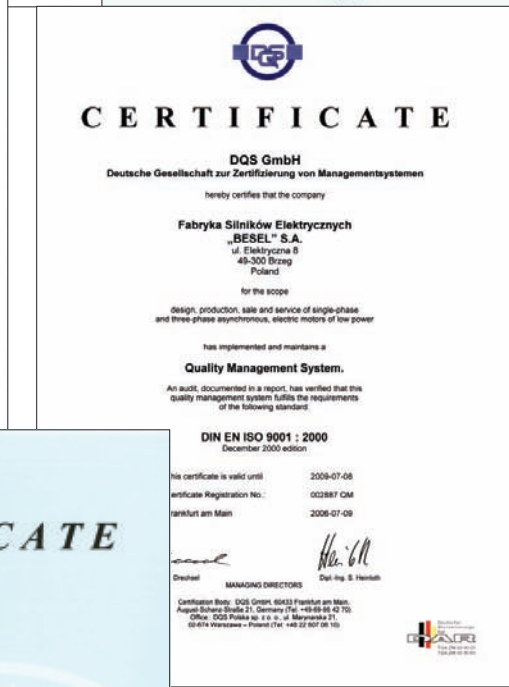 DQS
CERTIFICATE
DQS GmbH
Deutsche Gesellschaft zur Zertifizierung von Managementsystemen
hereby certifies that the company
Fabryka Silników Elektrycznych
„BESEL" S.A.
ul. Elektryczna 8
49-300 Brzeg
Poland
for the scope
design, production, sale and service of single-phase
and three-phase asynchronous, electric motors of low power
has implemented and maintains a
Quality Management System.
An audit, documented in a report, has verified that this
quality management system fulfills the requirements
of the following standard
DIN EN ISO 9001 : 2000
December 2000 edition
his certificate is valid until 2009-07-08
ertificate Registration No.: 002887 QM
rankfurt am Main 2006-07-09
Drechsel Dipl.-Ing. S. Heinloth
MANAGING DIRECTORS
Certification Body: DQS GmbH, 60433 Frankfurt am Main,
August-Schanz-Straße 21, Germany (Tel. +49-69-95 42 70)
Office: DQS Polska sp. z o. o., ul. Marynarska 21,
02-674 Warszawa – Poland (Tel. +48 22 607 06 10)
DAR
CATE